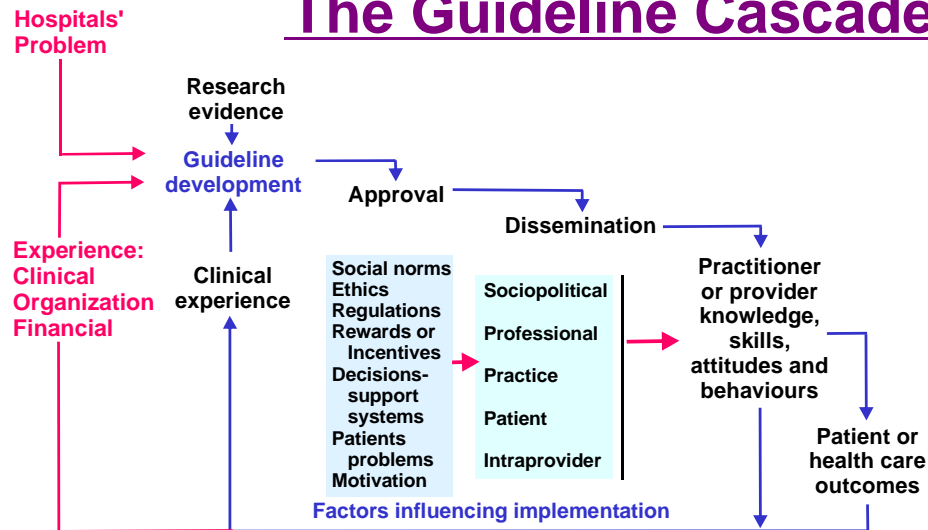 The Guideline Cascade
Hospitals'
Problem
Research
evidence
Guideline
development
Approval
Dissemination
Experience:
Clinical
Organization
Financial
Clinical
experience
Social norms
Ethics
Regulations
Rewards or
Incentives
Decisions-
support
systems
Patients
problems
Motivation
Sociopolitical
Professional
Practice
Patient
Intraprovider
Practitioner
or provider
knowledge,
skills,
attitudes and
behaviours
Patient or
health care
outcomes
Factors influencing implementation